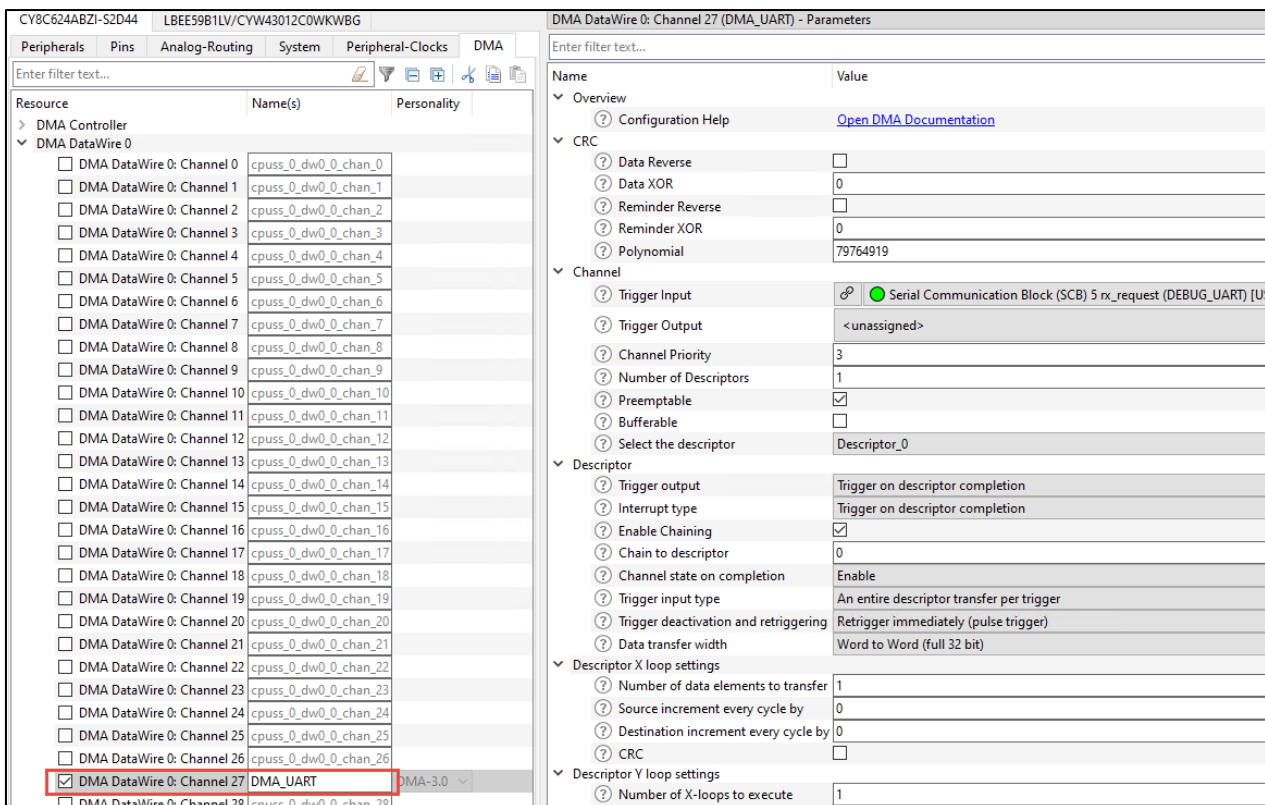 CY8C624ABZI-S2D44 LBEE59B1LV/CYW43012C0WKWBG
Peripherals Pins Analog-Routing System Peripheral-Clocks DMA
Enter filter text...
Resource Name(s) Personality
DMA Controller
DMA DataWire 0
DMA DataWire 0: Channel 0 cpuss_0_dw0_0_chan_0
DMA DataWire 0: Channel 1 cpuss_0_dw0_0_chan_1
DMA DataWire 0: Channel 2 cpuss_0_dw0_0_chan_2
DMA DataWire 0: Channel 3 cpuss_0_dw0_0_chan_3
DMA DataWire 0: Channel 4 cpuss_0_dw0_0_chan_4
DMA DataWire 0: Channel 5 cpuss_0_dw0_0_chan_5
DMA DataWire 0: Channel 6 cpuss_0_dw0_0_chan_6
DMA DataWire 0: Channel 7 cpuss_0_dw0_0_chan_7
DMA DataWire 0: Channel 8 cpuss_0_dw0_0_chan_8
DMA DataWire 0: Channel 9 cpuss_0_dw0_0_chan_9
DMA DataWire 0: Channel 10 cpuss_0_dw0_0_chan_10
DMA DataWire 0: Channel 11 cpuss_0_dw0_0_chan_11
DMA DataWire 0: Channel 12 cpuss_0_dw0_0_chan_12
DMA DataWire 0: Channel 13 cpuss_0_dw0_0_chan_13
DMA DataWire 0: Channel 14 cpuss_0_dw0_0_chan_14
DMA DataWire 0: Channel 15 cpuss_0_dw0_0_chan_15
DMA DataWire 0: Channel 16 cpuss_0_dw0_0_chan_16
DMA DataWire 0: Channel 17 cpuss_0_dw0_0_chan_17
DMA DataWire 0: Channel 18 cpuss_0_dw0_0_chan_18
DMA DataWire 0: Channel 19 cpuss_0_dw0_0_chan_19
DMA DataWire 0: Channel 20 cpuss_0_dw0_0_chan_20
DMA DataWire 0: Channel 21 cpuss_0_dw0_0_chan_21
DMA DataWire 0: Channel 22 cpuss_0_dw0_0_chan_22
DMA DataWire 0: Channel 23 cpuss_0_dw0_0_chan_23
DMA DataWire 0: Channel 24 cpuss_0_dw0_0_chan_24
DMA DataWire 0: Channel 25 cpuss_0_dw0_0_chan_25
DMA DataWire 0: Channel 26 cpuss_0_dw0_0_chan_26
DMA DataWire 0: Channel 27 DMA_UART DMA-3.0
DMA DataWire 0: Channel 28 cpuss_0_dw0_0_chan_28
DMA DataWire 0: Channel 27 (DMA_UART) - Parameters
Enter filter text...
Name Value
Overview
Configuration Help Open DMA Documentation
CRC
Data Reverse
Data XOR 0
Reminder Reverse
Reminder XOR 0
Polynomial 79764919
Channel
Trigger Input Serial Communication Block (SCB) 5 rx_request (DEBUG_UART) [US
Trigger Output <unassigned>
Channel Priority 3
Number of Descriptors 1
Preemptable
Bufferable
Select the descriptor Descriptor_0
Descriptor
Trigger output Trigger on descriptor completion
Interrupt type Trigger on descriptor completion
Enable Chaining
Chain to descriptor 0
Channel state on completion Enable
Trigger input type An entire descriptor transfer per trigger
Trigger deactivation and retriggering Retrigger immediately (pulse trigger)
Data transfer width Word to Word (full 32 bit)
Descriptor X loop settings
Number of data elements to transfer 1
Source increment every cycle by 0
Destination increment every cycle by 0
CRC
Descriptor Y loop settings
Number of X-loops to execute 1